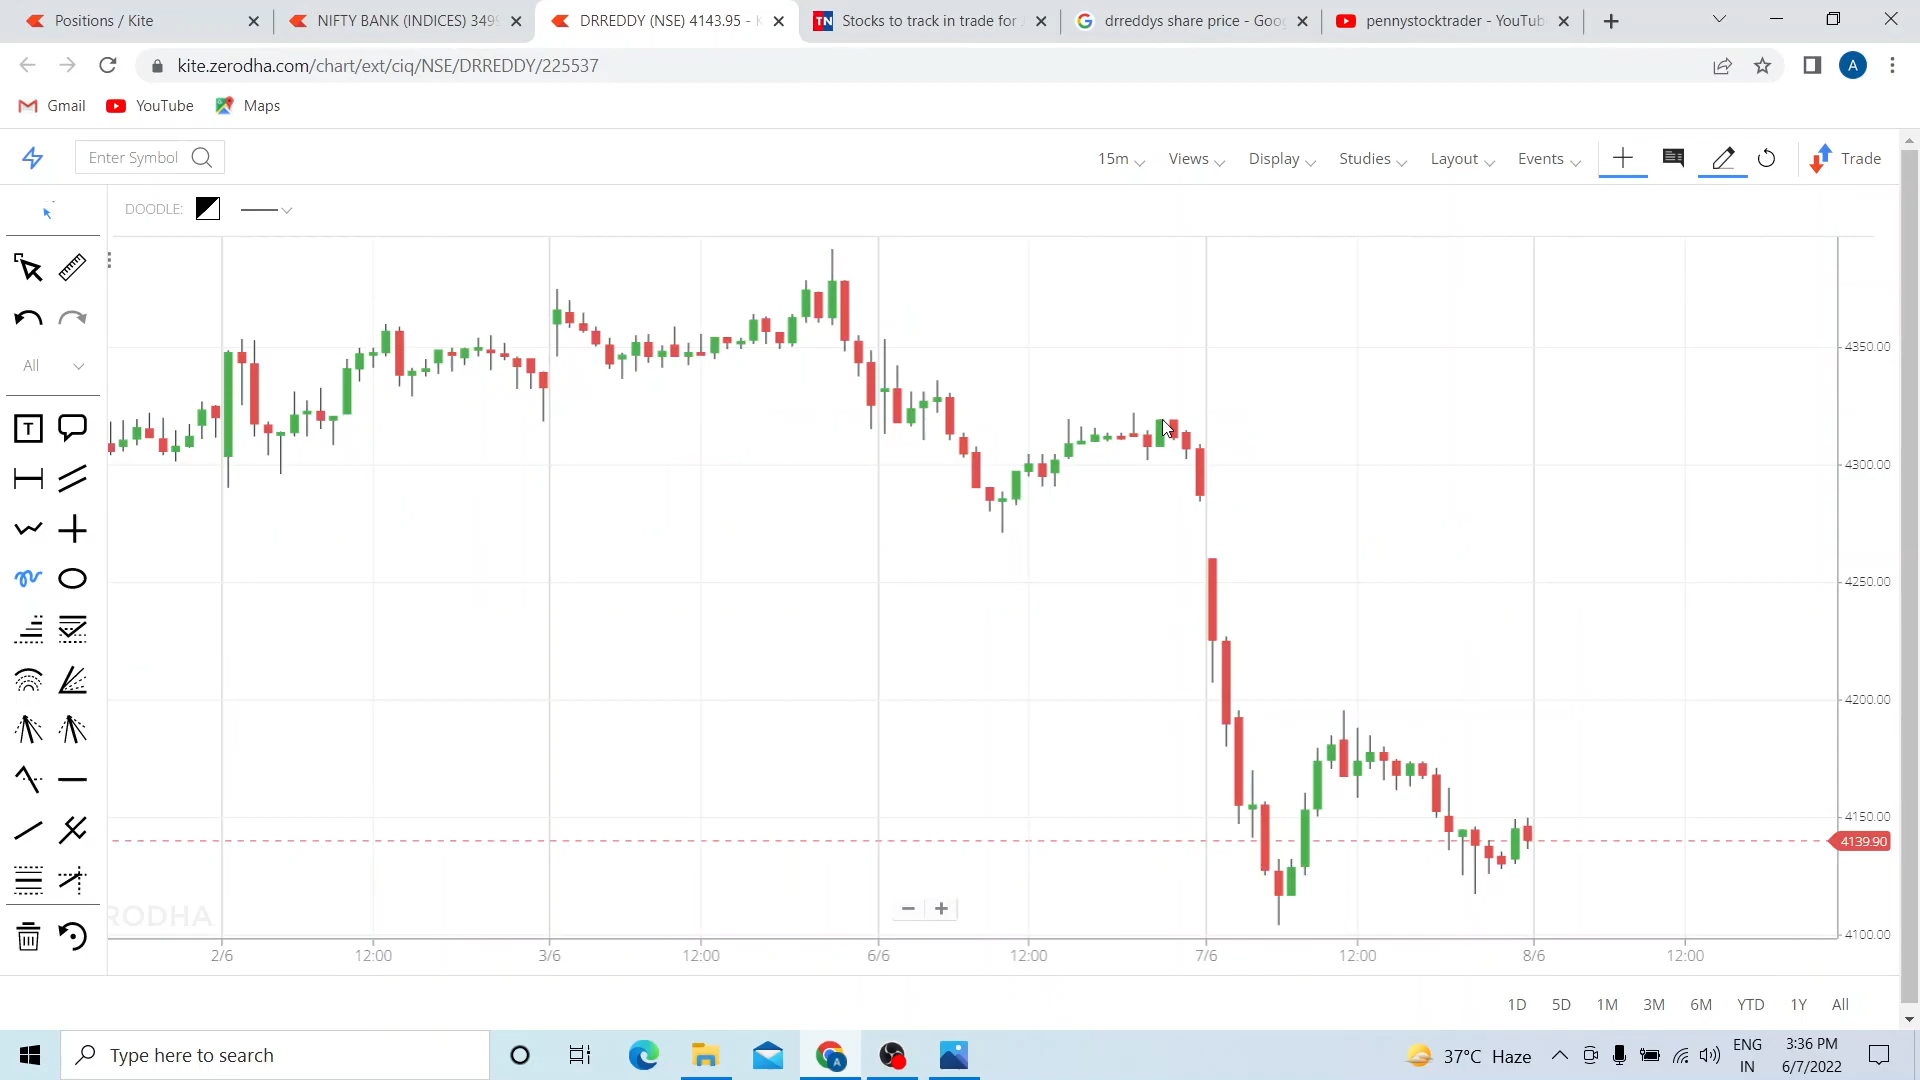 Positions / Kite
NIFTY BANK (INDICES) 3499
DRREDDY (NSE) 4143.95 - K
TN
Stocks to track in trade for
drreddys share price - Goog
pennystocktrader - YouTub
kite.zerodha.com/chart/ext/ciq/NSE/DRREDDY/225537
A
Gmail
YouTube
Maps
Enter Symbol
15m
Views
Display
Studies
Layout
Events
Trade
DOODLE:
All
T
4350.00
4300.00
4250.00
4200.00
4150.00
4139.90
4100.00
RODHA
2/6
12:00
3/6
12:00
6/6
12:00
7/6
12:00
8/6
12:00
1D
5D
1M
3M
6M
YTD
1Y
All
Type here to search
A
37°C Haze
ENG
IN
3:36 PM
6/7/2022